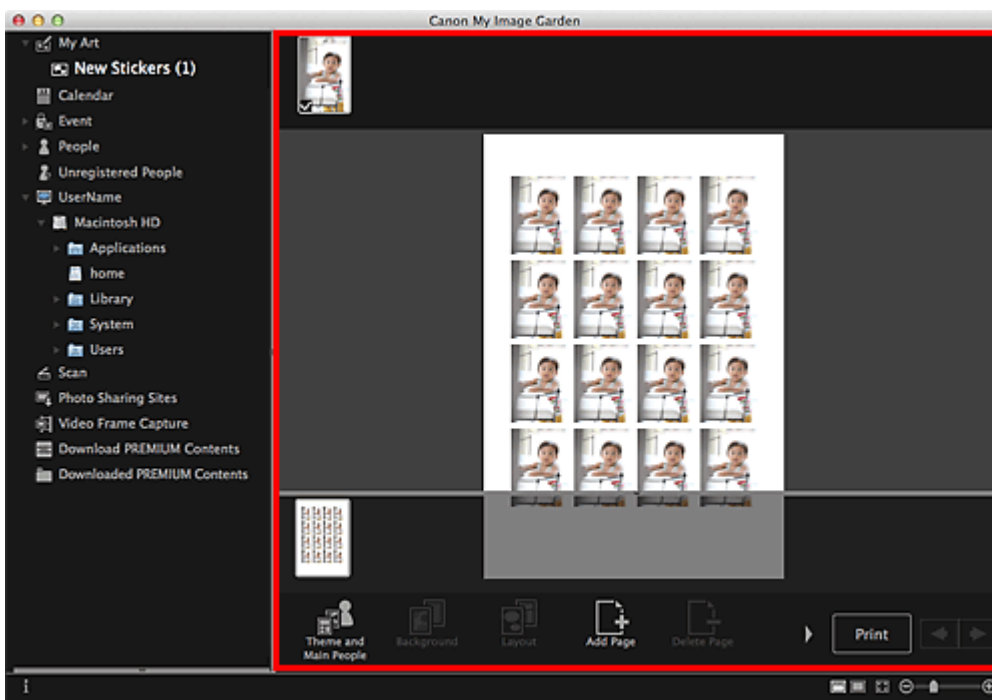 Canon My Image Garden
My Art
New Stickers (1)
Calendar
Event
People
Unregistered People
UserName
Macintosh HD
Applications
home
Library
System
Users
Scan
Photo Sharing Sites
Video Frame Capture
Download PREMIUM Contents
Downloaded PREMIUM Contents
Theme and
Main People
Background
Layout
Add Page
Delete Page
Print